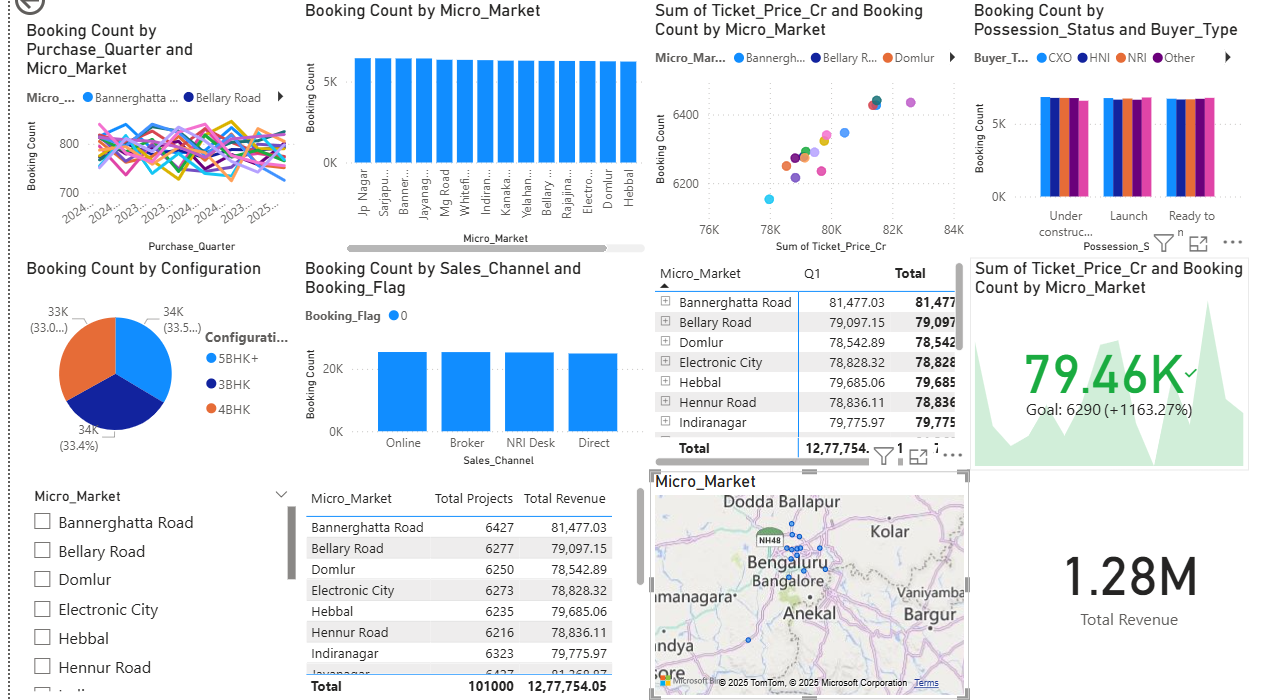 Booking Count by
Purchase_Quarter and
Micro_Market
Micro_... Bannerghatta ... Bellary Road
Booking Count
800
700
2024... 2024... 2023... 2023... 2024... 2024... 2023... 2025...
Purchase_Quarter
Booking Count by Micro_Market
Booking Count
5K
0K
Jp Nagar
Sarjapu...
Banner...
Jayanag...
Mg Road
Whitefi...
Indiran...
Kanaka...
Yelahan...
Bellary ...
Rajajina...
Electro...
Domlur
Hebbal
Micro_Market
Sum of Ticket_Price_Cr and Booking
Count by Micro_Market
Micro_Mar... Bannergh... Bellary R... Domlur
Booking Count
6400
6200
76K 78K 80K 82K 84K
Sum of Ticket_Price_Cr
Booking Count by
Possession_Status and Buyer_Type
Buyer_T... CXO HNI NRI Other
Booking Count
5K
0K
Under
construc...
Launch
Ready to
Possession_S
Booking Count by Configuration
33K
(33.0...)
34K
(33.5...)
34K
(33.4%)
Configurati...
5BHK+
3BHK
4BHK
Booking Count by Sales_Channel and
Booking_Flag
Booking_Flag 0
Booking Count
20K
0K
Online Broker NRI Desk Direct
Sales_Channel
Micro_Market Q1 Total
Bannerghatta Road 81,477.03 81,477
Bellary Road 79,097.15 79,097
Domlur 78,542.89 78,542
Electronic City 78,828.32 78,828
Hebbal 79,685.06 79,685
Hennur Road 78,836.11 78,836
Indiranagar 79,775.97 79,775
Total 12,77,754.
Sum of Ticket_Price_Cr and Booking
Count by Micro_Market
79.46K
Goal: 6290 (+1163.27%)
Micro_Market
Bannerghatta Road
Bellary Road
Domlur
Electronic City
Hebbal
Hennur Road
Micro_Market Total Projects Total Revenue
Bannerghatta Road 6427 81,477.03
Bellary Road 6277 79,097.15
Domlur 6250 78,542.89
Electronic City 6273 78,828.32
Hebbal 6235 79,685.06
Hennur Road 6216 78,836.11
Indiranagar 6323 79,775.97
Total 101000 12,77,754.05
Micro_Market
Dodda Ballapur
Kolar
NH48
Bengaluru
Bangalore
amanagara
Anekal
Vaniyamba
Bargur
ndya
sore
Microsoft Bi
© 2025 TomTom, © 2025 Microsoft Corporation Terms
1.28M
Total Revenue